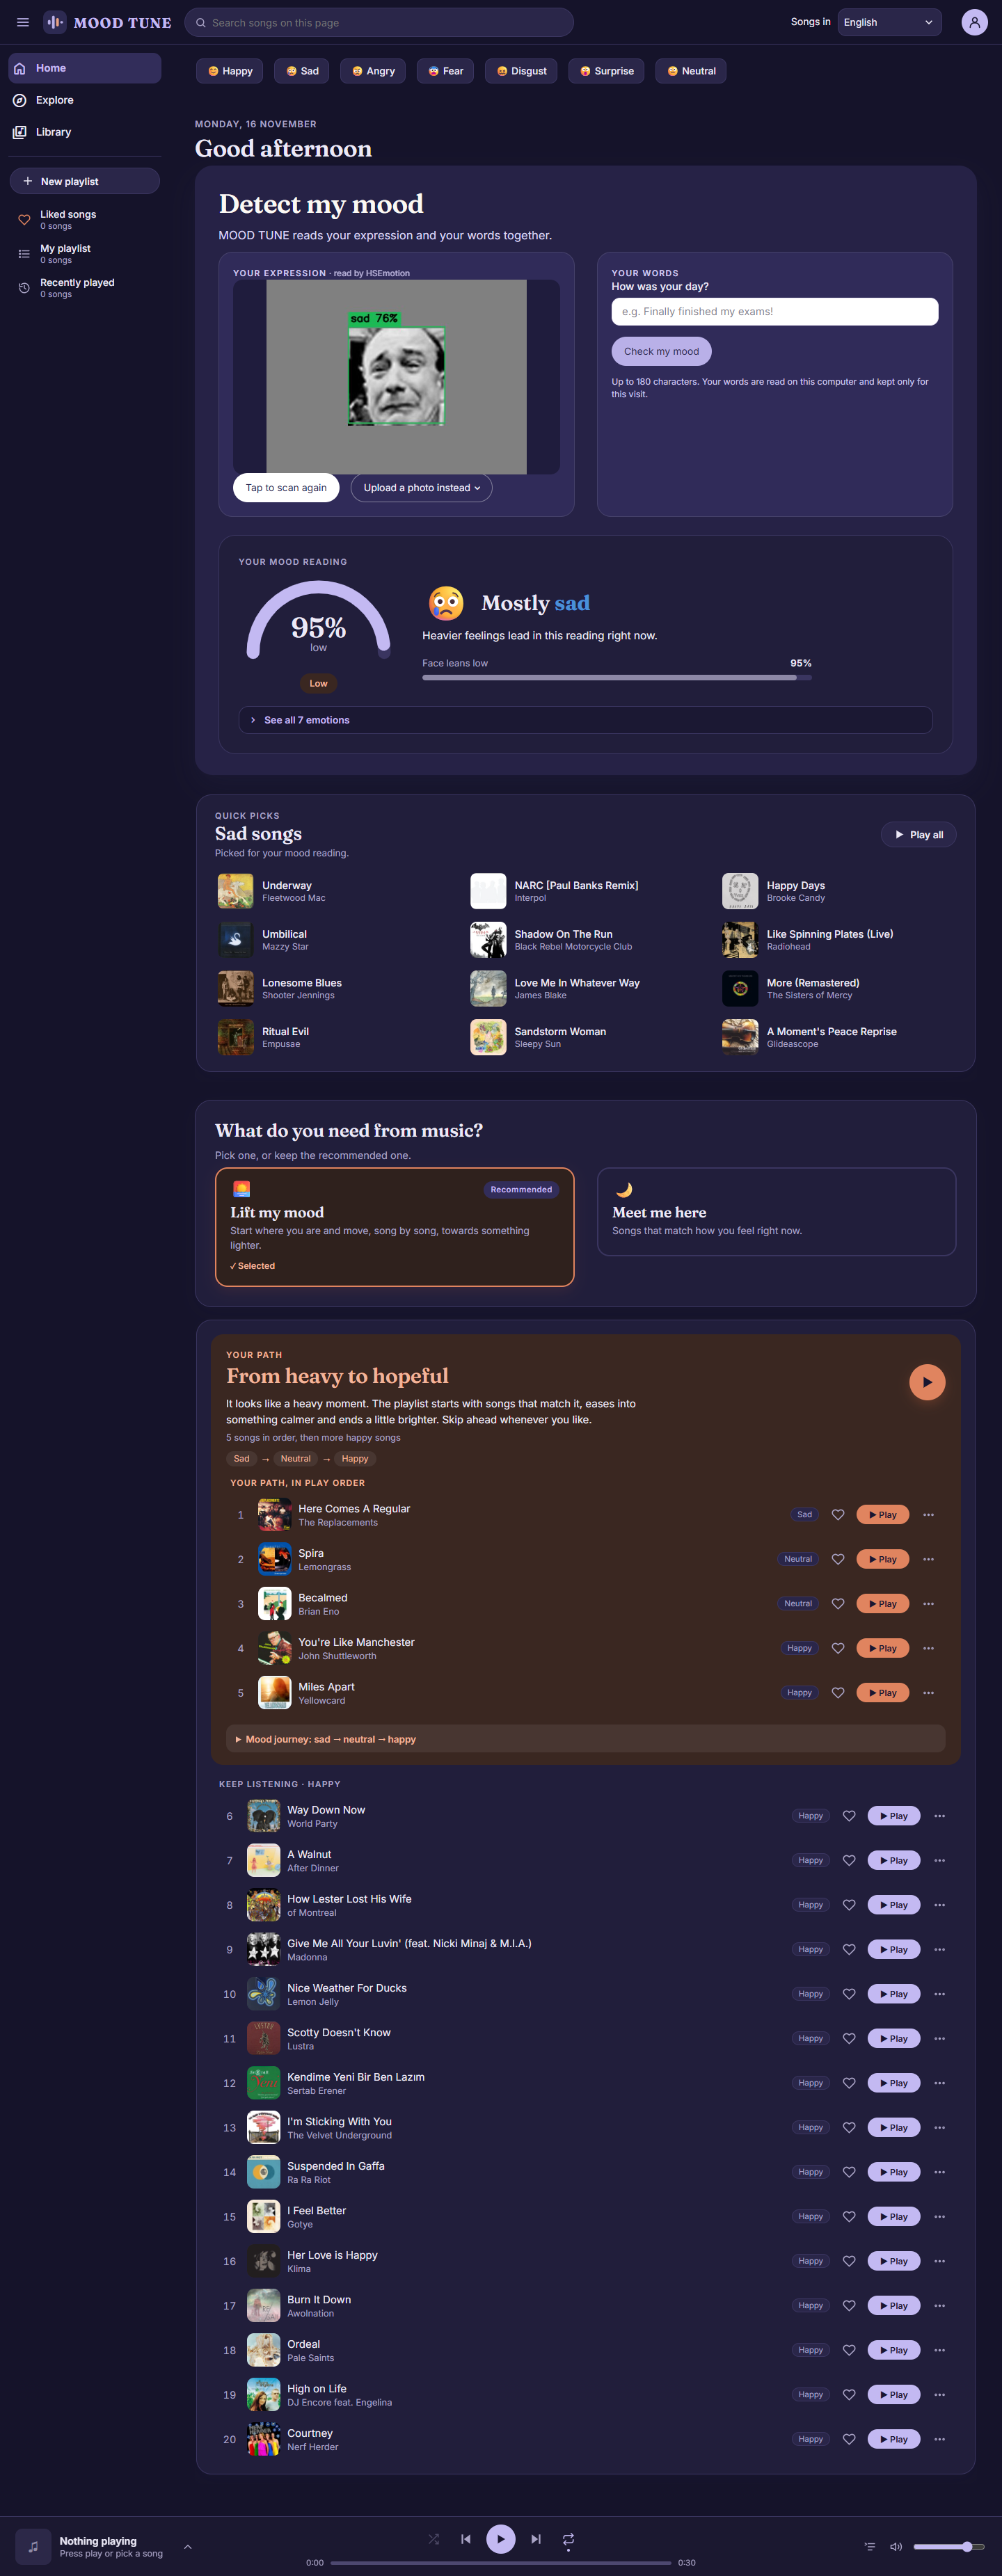 MOOD TUNE
Search songs on this page
Songs in
English
Home
Explore
Library
New playlist
Liked songs
0 songs
My playlist
0 songs
Recently played
0 songs
Happy
Sad
Angry
Fear
Disgust
Surprise
Neutral
MONDAY, 16 NOVEMBER
Good afternoon
Detect my mood
MOOD TUNE reads your expression and your words together.
YOUR EXPRESSION · read by HSEmotion
sad 76%
Tap to scan again
Upload a photo instead
YOUR WORDS
How was your day?
e.g. Finally finished my exams!
Check my mood
Up to 180 characters. Your words are read on this computer and kept only for
this visit.
YOUR MOOD READING
95%
low
Low
Mostly sad
Heavier feelings lead in this reading right now.
Face leans low
95%
See all 7 emotions
QUICK PICKS
Sad songs
Picked for your mood reading.
Play all
Underway
Fleetwood Mac
NARC [Paul Banks Remix]
Interpol
Happy Days
Brooke Candy
Umbilical
Mazzy Star
Shadow On The Run
Black Rebel Motorcycle Club
Like Spinning Plates (Live)
Radiohead
Lonesome Blues
Shooter Jennings
Love Me In Whatever Way
James Blake
More (Remastered)
The Sisters of Mercy
Ritual Evil
Empusae
Sandstorm Woman
Sleepy Sun
A Moment's Peace Reprise
Glideascope
What do you need from music?
Pick one, or keep the recommended one.
Recommended
Lift my mood
Start where you are and move, song by song, towards something
lighter.
✓ Selected
Meet me here
Songs that match how you feel right now.
YOUR PATH
From heavy to hopeful
It looks like a heavy moment. The playlist starts with songs that match it, eases into
something calmer and ends a little brighter. Skip ahead whenever you like.
5 songs in order, then more happy songs
Sad → Neutral → Happy
YOUR PATH, IN PLAY ORDER
1
Here Comes A Regular
The Replacements
Sad
Play
2
Spira
Lemongrass
Neutral
Play
3
Becalmed
Brian Eno
Neutral
Play
4
You're Like Manchester
John Shuttleworth
Happy
Play
5
Miles Apart
Yellowcard
Happy
Play
Mood journey: sad → neutral → happy
KEEP LISTENING · HAPPY
6
Way Down Now
World Party
Happy
Play
7
A Walnut
After Dinner
Happy
Play
8
How Lester Lost His Wife
of Montreal
Happy
Play
9
Give Me All Your Luvin' (feat. Nicki Minaj & M.I.A.)
Madonna
Happy
Play
10
Nice Weather For Ducks
Lemon Jelly
Happy
Play
11
Scotty Doesn't Know
Lustra
Happy
Play
12
Kendime Yeni Bir Ben Lazım
Sertab Erener
Happy
Play
13
I'm Sticking With You
The Velvet Underground
Happy
Play
14
Suspended In Gaffa
Ra Ra Riot
Happy
Play
15
I Feel Better
Gotye
Happy
Play
16
Her Love is Happy
Klima
Happy
Play
17
Burn It Down
Awolnation
Happy
Play
18
Ordeal
Pale Saints
Happy
Play
19
High on Life
DJ Encore feat. Engelina
Happy
Play
20
Courtney
Nerf Herder
Happy
Play
Nothing playing
Press play or pick a song
0:00
0:30